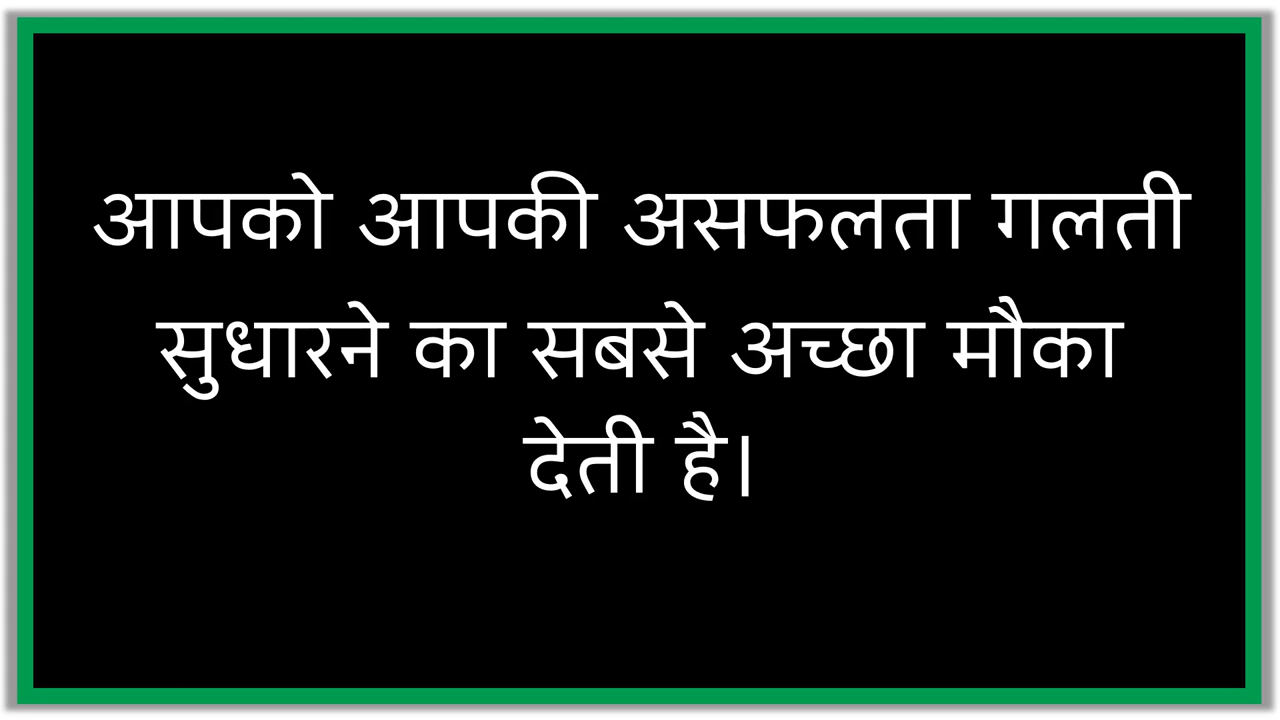 आपको आपकी असफलता गलती
सुधारने का सबसे अच्छा मौका
देती है।